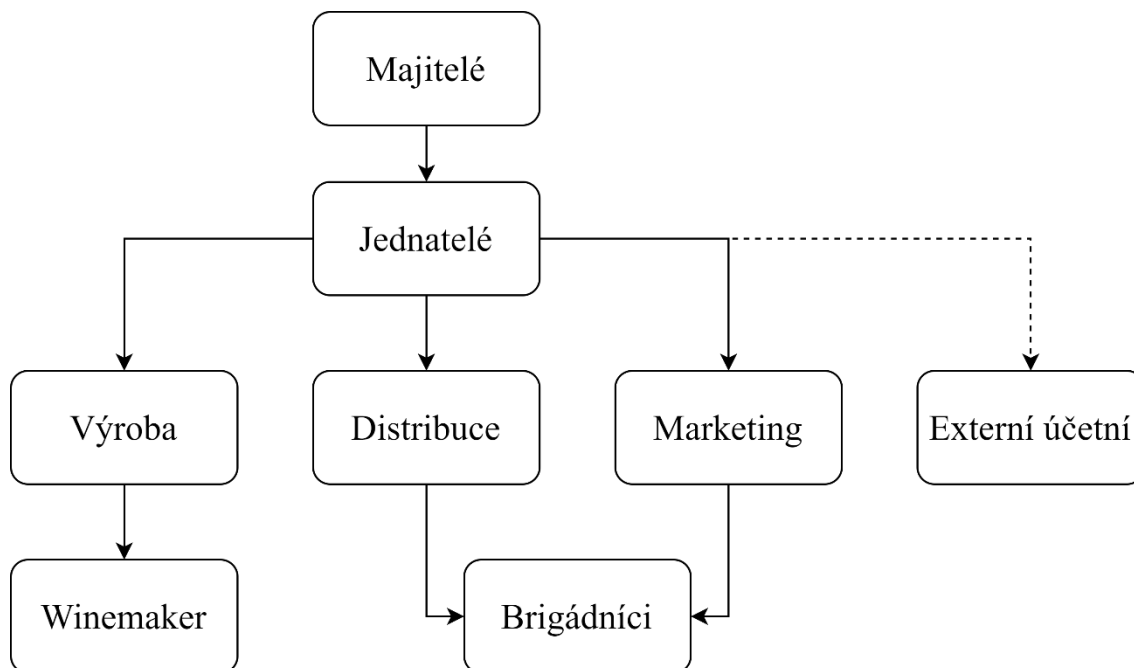 Majitelé
Jednatelé
Výroba
Distribuce
Marketing
Externí účetní
Winemaker
Brigádníci